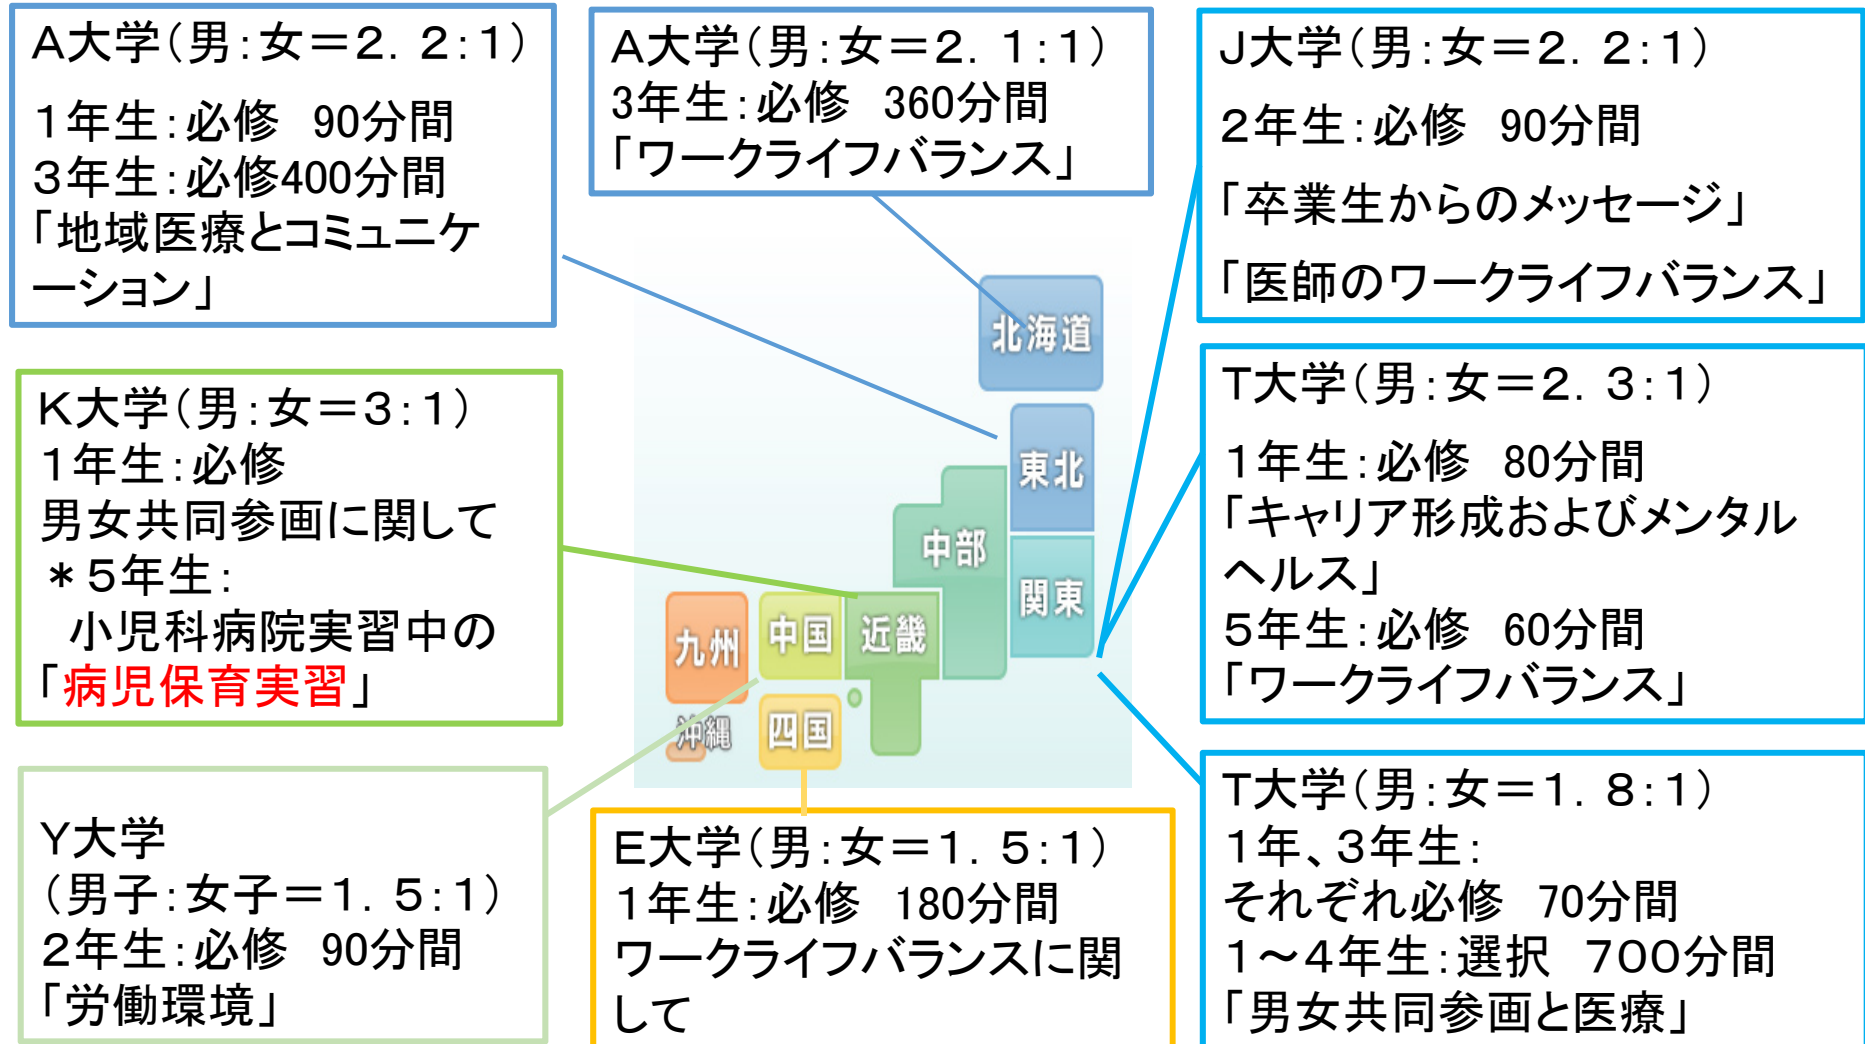 A大学(男:女＝2．2:1)
1年生:必修　90分間
3年生:必修400分間
「地域医療とコミュニケ
ーション」
A大学(男:女＝2．1:1)
3年生:必修　360分間
「ワークライフバランス」
J大学(男:女＝2．2:1)
2年生:必修　90分間
「卒業生からのメッセージ」
「医師のワークライフバランス」
K大学(男:女＝3:1)
1年生:必修
男女共同参画に関して
＊5年生:
小児科病院実習中の
「病児保育実習」
北海道
東北
中部
関東
近畿
中国
九州
四国
沖縄
T大学(男:女＝2．3:1)
1年生:必修　80分間
「キャリア形成およびメンタル
ヘルス」
5年生:必修　60分間
「ワークライフバランス」
Y大学
(男子:女子＝1．5:1)
2年生:必修　90分間
「労働環境」
E大学(男:女＝1．5:1)
1年生:必修　180分間
ワークライフバランスに関
して
T大学(男:女＝1．8:1)
1年、3年生:
それぞれ必修　70分間
1～4年生:選択　700分間
「男女共同参画と医療」